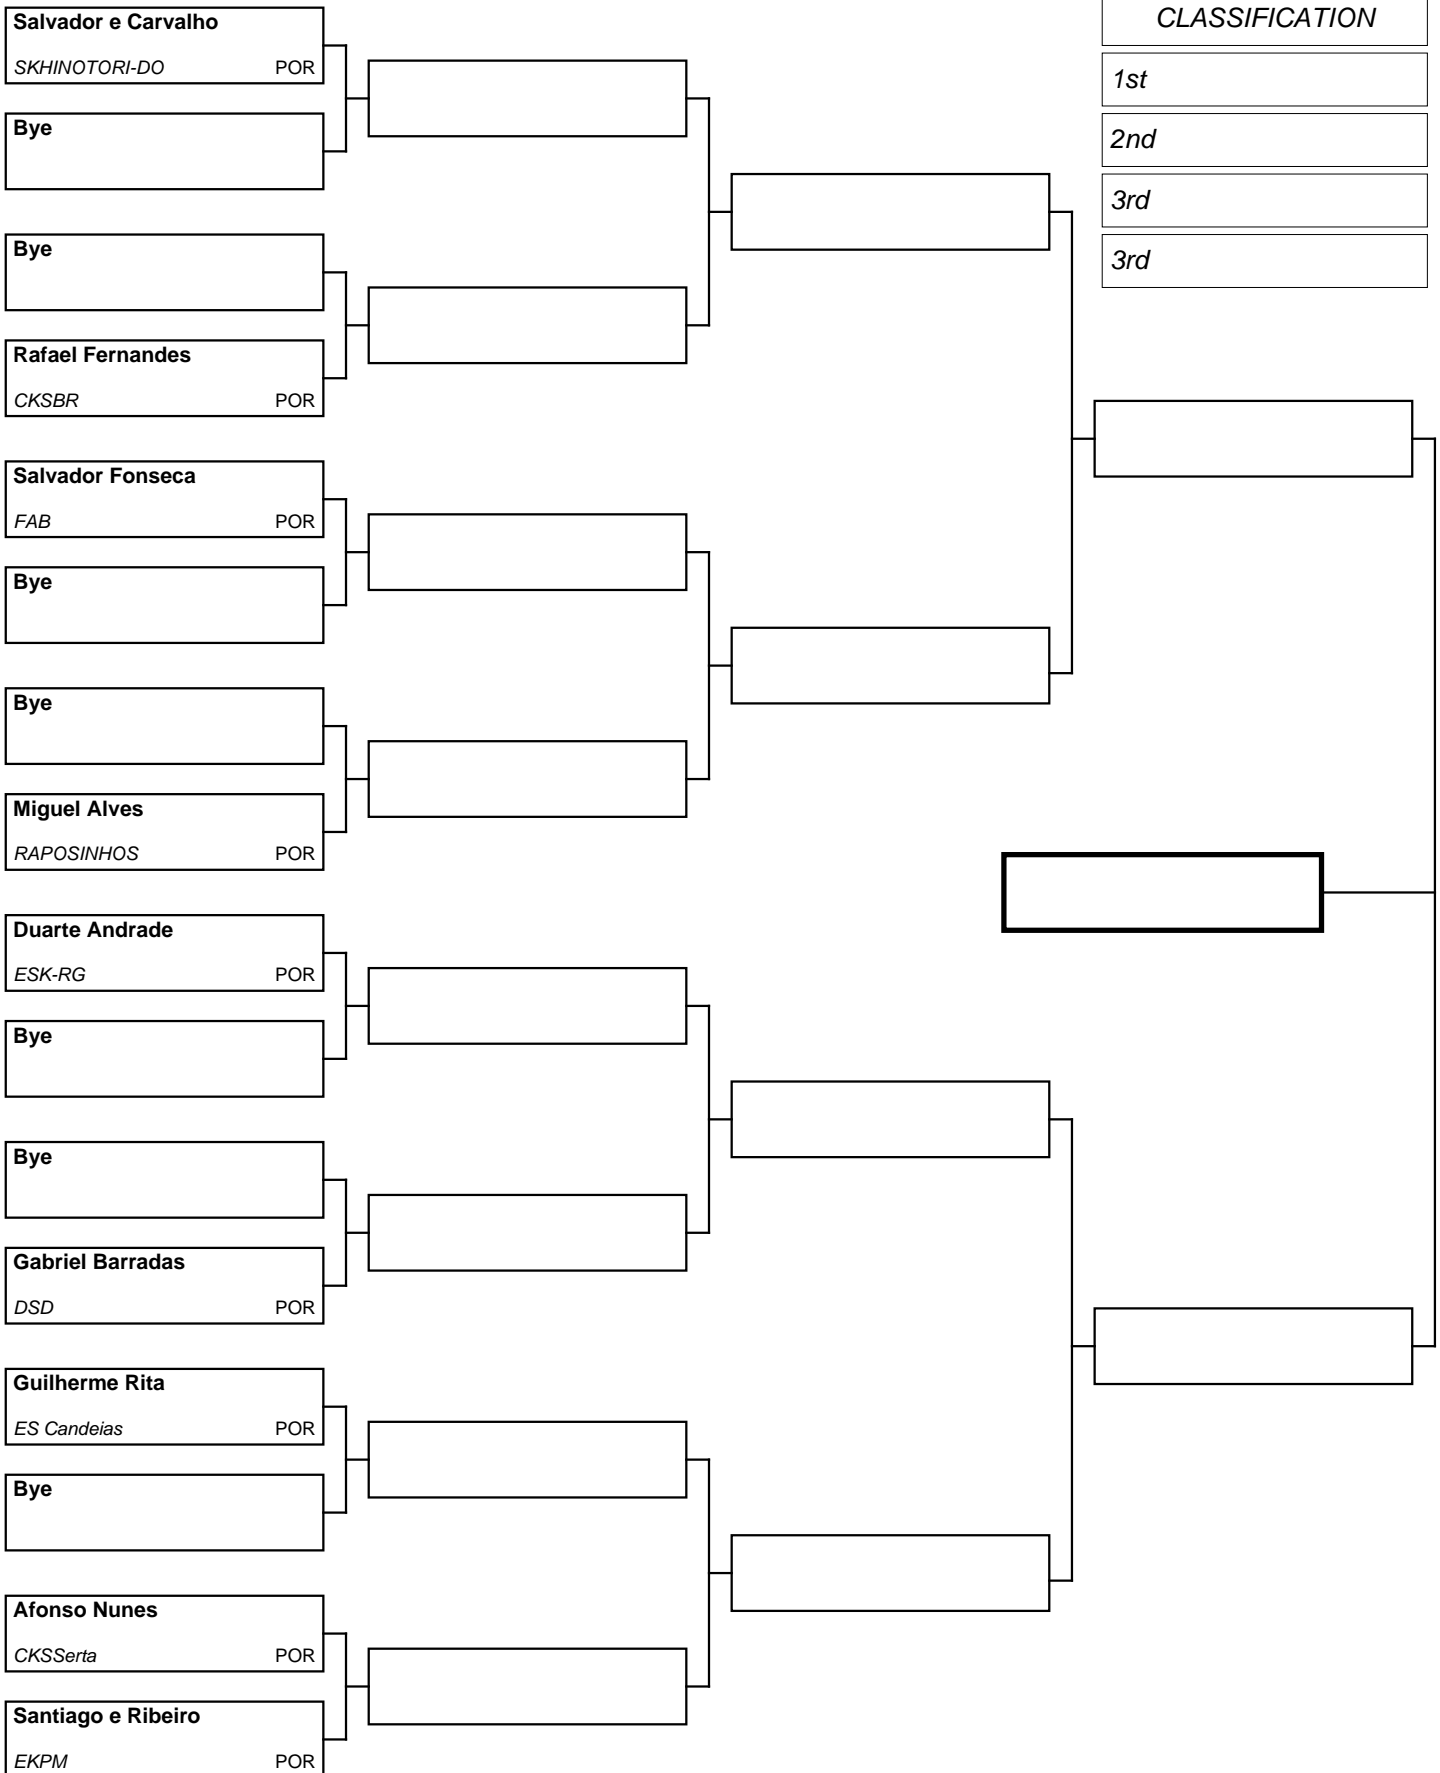 Salvador e Carvalho
SKHINOTORI-DO POR
Bye
Bye
Rafael Fernandes
CKSBR POR
Salvador Fonseca
FAB POR
Bye
Bye
Miguel Alves
RAPOSINHOS POR
Duarte Andrade
ESK-RG POR
Bye
Bye
Gabriel Barradas
DSD POR
Guilherme Rita
ES Candeias POR
Bye
Afonso Nunes
CKSSerta POR
Santiago e Ribeiro
EKPM POR
CLASSIFICATION
1st
2nd
3rd
3rd